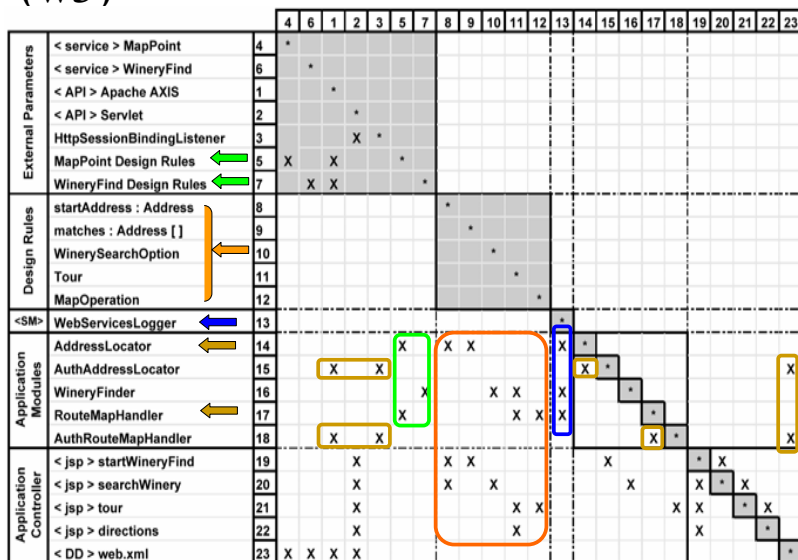 (WS)
4 6 1 2 3 5 7 8 9 10 11 12 13 14 15 16 17 18 19 20 21 22 23
External Parameters
< service > MapPoint 4 *
< service > WineryFind 6 *
< API > Apache AXIS 1 *
< API > Servlet 2 *
HttpSessionBindingListener 3 X *
MapPoint Design Rules 5 X X *
WineryFind Design Rules 7 X X *
Design Rules
startAddress : Address 8 *
matches : Address [ ] 9 *
WinerySearchOption 10 *
Tour 11 *
MapOperation 12 *
<SM> WebServicesLogger 13 *
Application Modules
AddressLocator 14 X X X X *
AuthAddressLocator 15 X X X * X
WineryFinder 16 X X X X *
RouteMapHandler 17 X X X X *
AuthRouteMapHandler 18 X X X * X
Application Controller
< jsp > startWineryFind 19 X X X X * X
< jsp > searchWinery 20 X X X X X * X
< jsp > tour 21 X X X X X * X
< jsp > directions 22 X X X *
< DD > web.xml 23 X X X X *